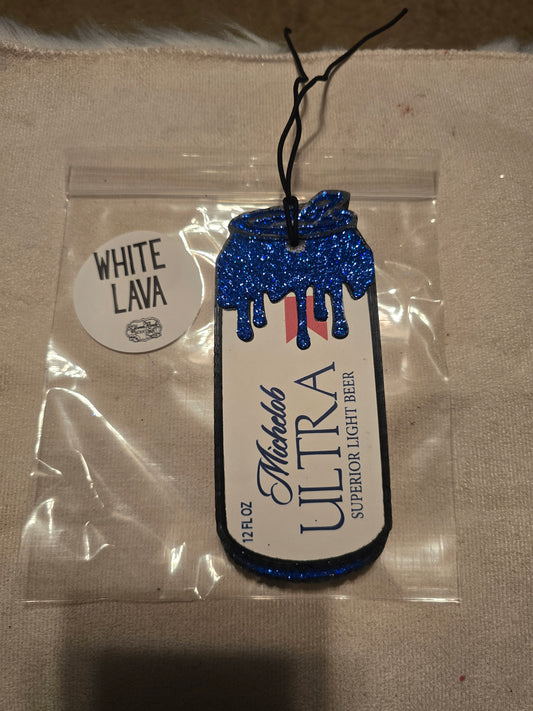 WHITE
LAVA
Michelob
ULTRA
SUPERIOR LIGHT BEER
12 FL OZ